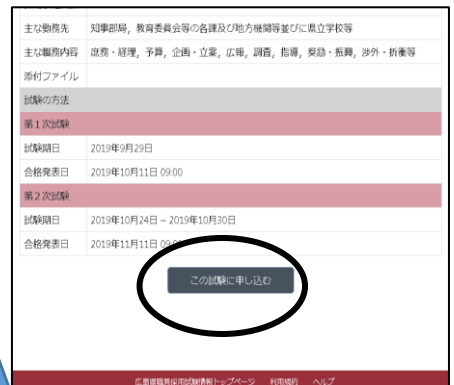 主な勤務先 知事部局，教育委員会等の各課及び地方機関等並びに県立学校等
主な職務内容 庶務・経理，予算，企画・立案，広報，調査，指導，奨励・振興，渉外・折衝等
添付ファイル
試験の方法
第１次試験
試験期日 2019年9月29日
合格発表日 2019年10月11日 09:00
第２次試験
試験期日 2019年10月24日 ~ 2019年10月30日
合格発表日 2019年11月11日 09:00
この試験に申し込む
広島県職員採用試験情報トップページ 利用規約 ヘルプ